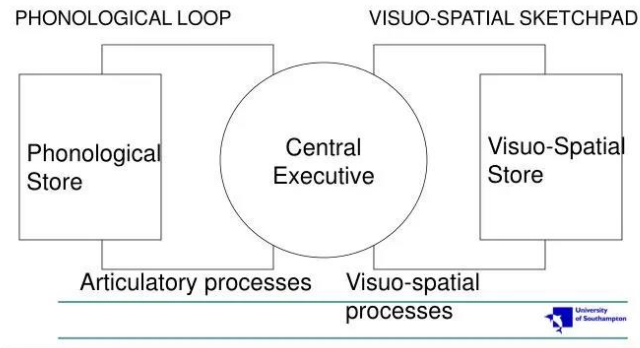 PHONOLOGICAL LOOP
VISUO-SPATIAL SKETCHPAD
Phonological
Store
Central
Executive
Visuo-Spatial
Store
Articulatory processes
Visuo-spatial
processes
University
of Southampton